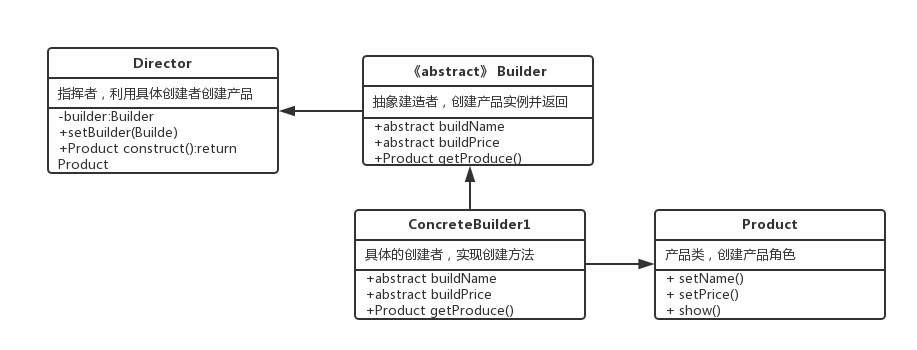 Director
指挥者，利用具体创建者创建产品
-builder:Builder
+setBuilder(Builde)
+Product construct():return
Product
《abstract》 Builder
抽象建造者，创建产品实例并返回
+abstract buildName
+abstract buildPrice
+Product getProduce()
ConcreteBuilder1
具体的创建者，实现创建方法
+abstract buildName
+abstract buildPrice
+Product getProduce()
Product
产品类，创建产品角色
+ setName()
+ setPrice()
+ show()